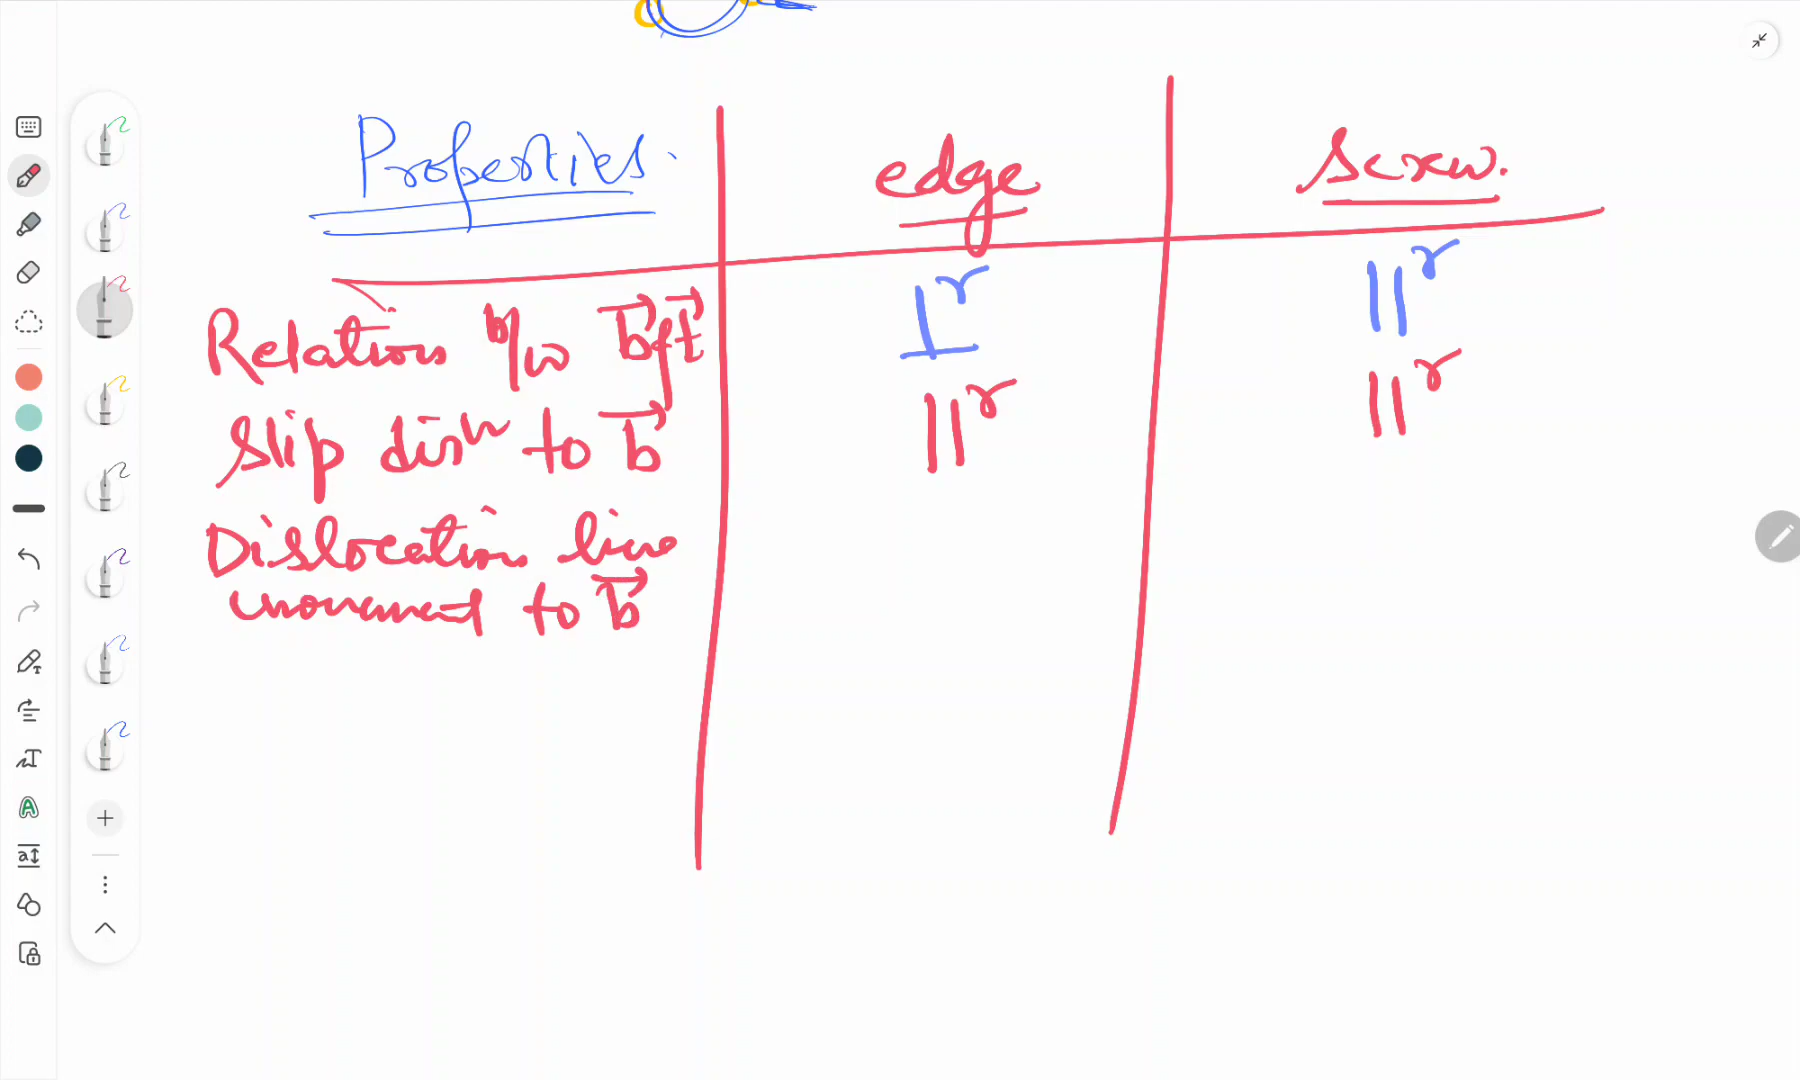 Properties. edge screw.
Relation b/w b & t ⊥r ||r
Slip dirn to b ||r ||r
Dislocation line
movement to b